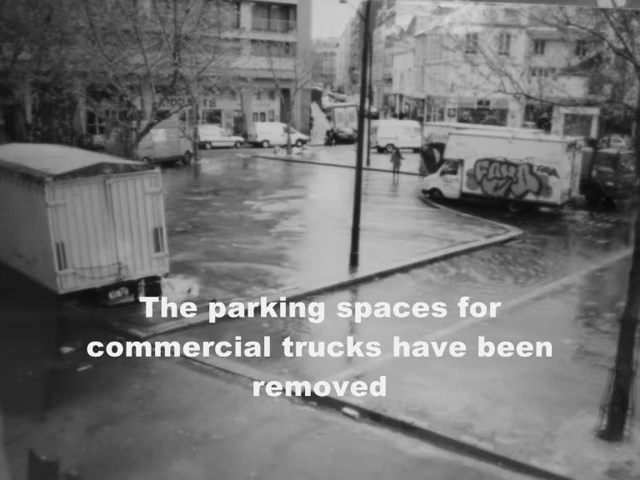 The parking spaces for
commercial trucks have been
removed